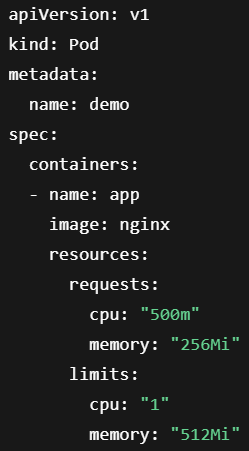 apiVersion: v1
kind: Pod
metadata:
  name: demo
spec:
  containers:
  - name: app
    image: nginx
    resources:
      requests:
        cpu: "500m"
        memory: "256Mi"
      limits:
        cpu: "1"
        memory: "512Mi"